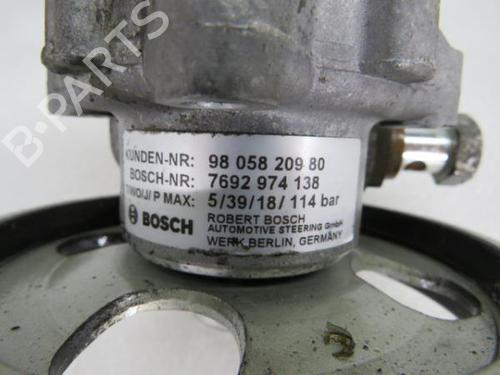 B-PARTS
KUNDEN-NR: 98 058 209 80
BOSCH-NR: 7692 974 138
TWO/J/P MAX: 5/39/18/114 bar
BOSCH
ROBERT BOSCH
AUTOMOTIVE STEERING GmbH
WERK BERLIN, GERMANY